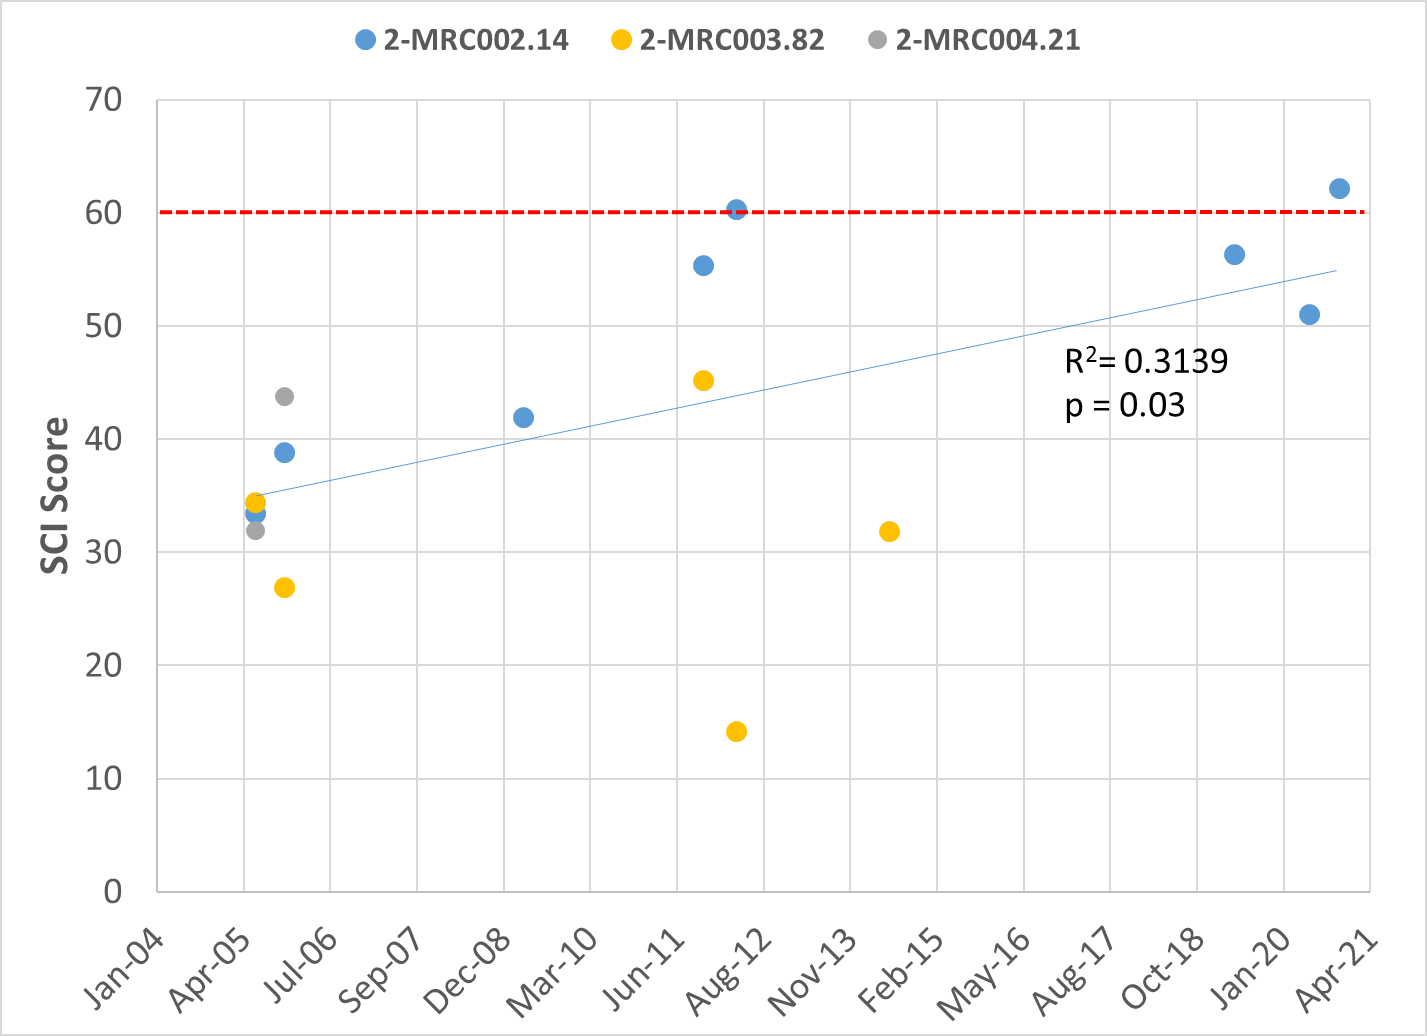 2-MRC002.14 2-MRC003.82 2-MRC004.21
70
60
50
40
30
20
10
0
SCI Score
R²= 0.3139
p = 0.03
Jan-04 Apr-05 Jul-06 Sep-07 Dec-08 Mar-10 Jun-11 Aug-12 Nov-13 Feb-15 May-16 Aug-17 Oct-18 Jan-20 Apr-21